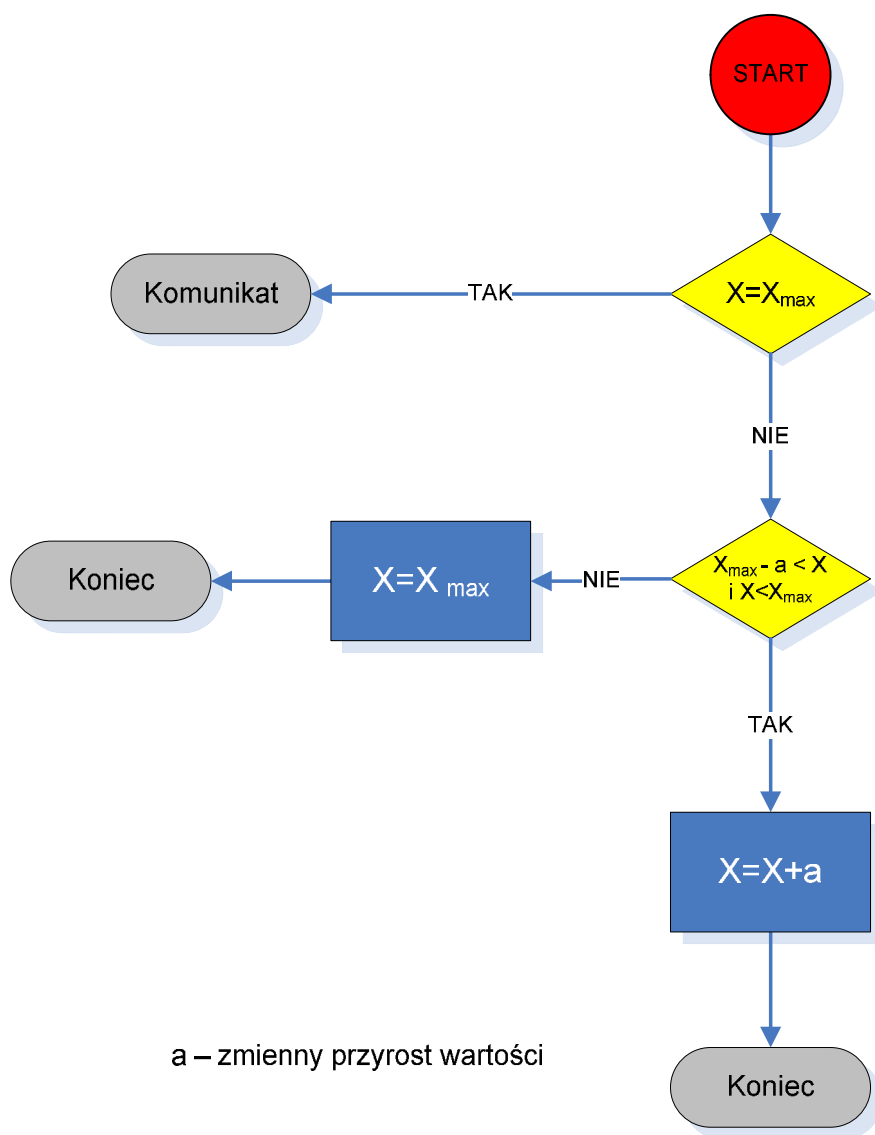 START
X=Xmax
TAK
Komunikat
NIE
Xmax - a < X
i X<Xmax
NIE
X=X max
Koniec
TAK
X=X+a
a – zmienny przyrost wartości
Koniec